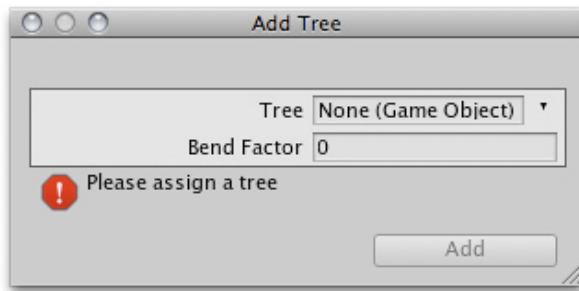 Add Tree
Tree None (Game Object)
Bend Factor 0
Please assign a tree
Add